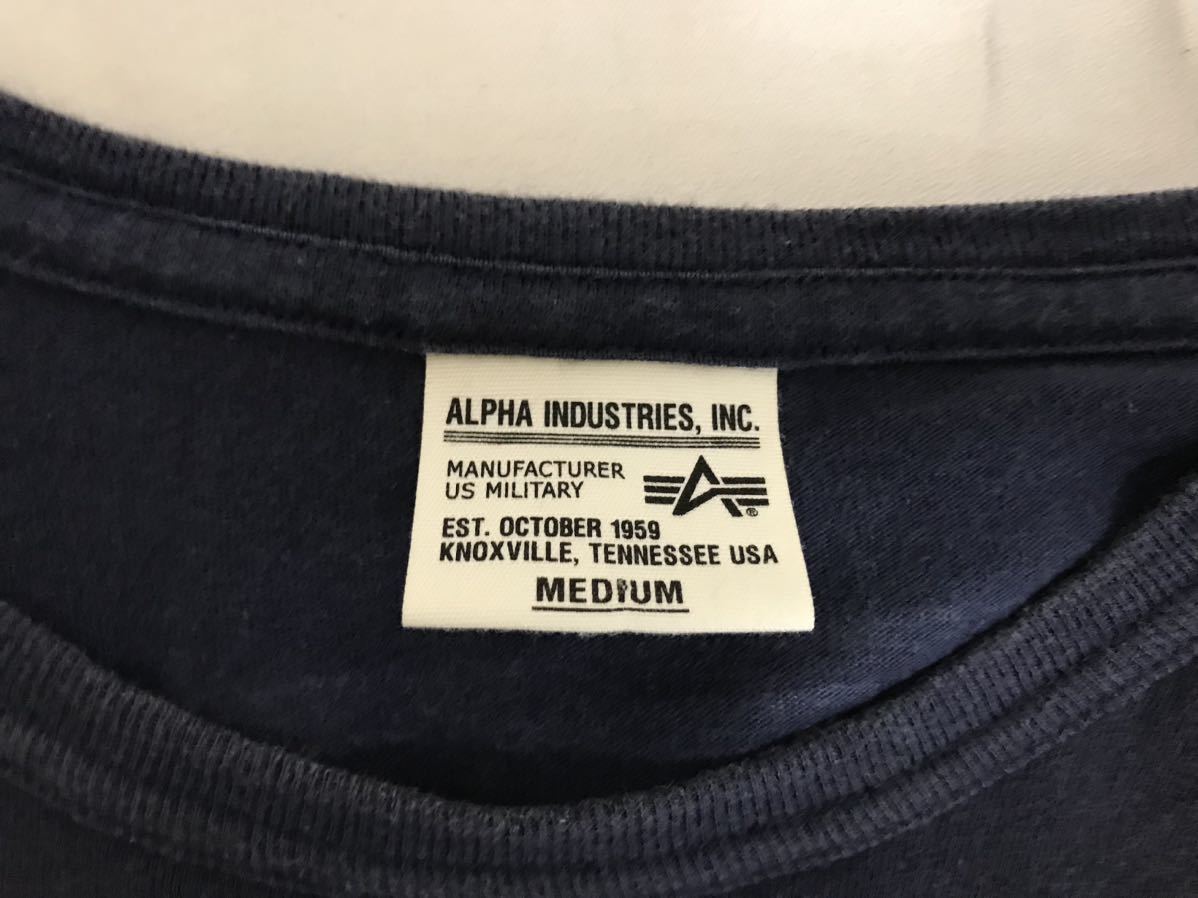 ALPHA INDUSTRIES, INC.
MANUFACTURER
US MILITARY
®
EST. OCTOBER 1959
KNOXVILLE, TENNESSEE USA
MEDIUM